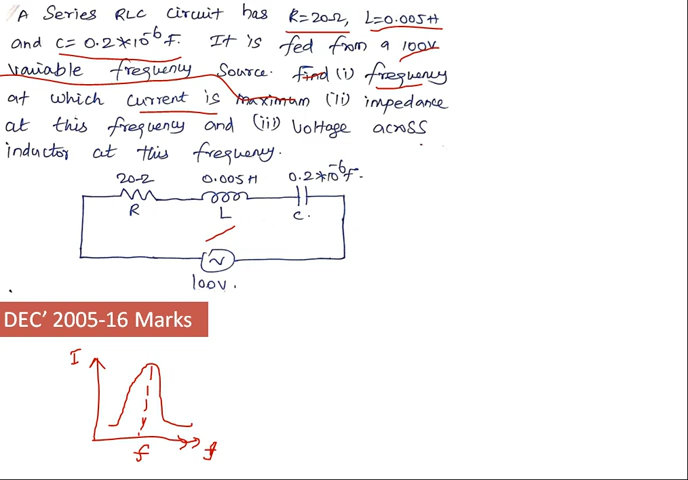 A Series RLC Circuit has R=20Ω, L=0.005H
and C=0.2*10⁻⁶F. It is fed from a 100V
Variable frequency Source. Find (i) frequency
at which current is maximum (ii) impedance
at this frequency and (iii) Voltage across
inductor at this frequency.
20Ω 0.005H 0.2*10⁻⁶F.
R L C.
100V.
DEC' 2005-16 Marks
I
f f